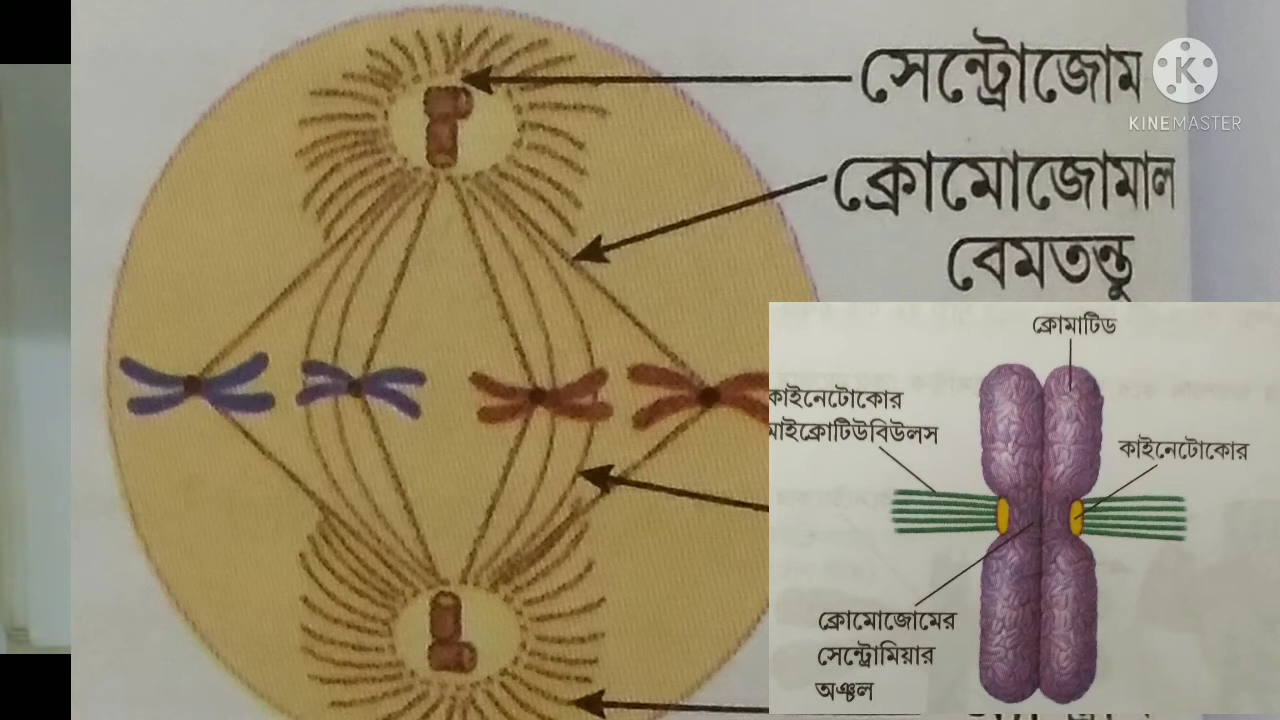 সেন্ট্রোজোম
KINEMASTER
ক্রোমোজোমাল
বেমতন্তু
ক্রোমাটিড
কাইনেটোকোর
মাইক্রোটিউবিউলস
কাইনেটোকোর
ক্রোমোজোমের
সেন্ট্রোমিয়ার
অঞ্চল